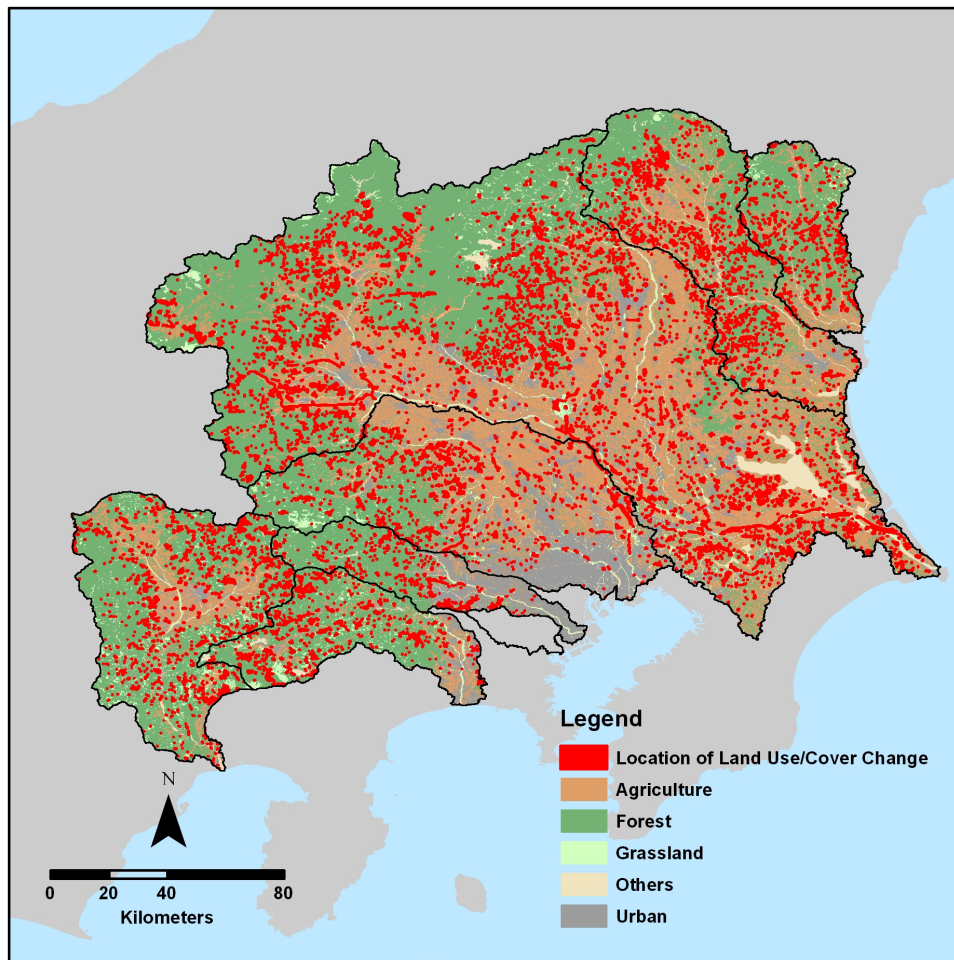 Legend
Location of Land Use/Cover Change
Agriculture
Forest
Grassland
Others
Urban
N
0 20 40 80
Kilometers